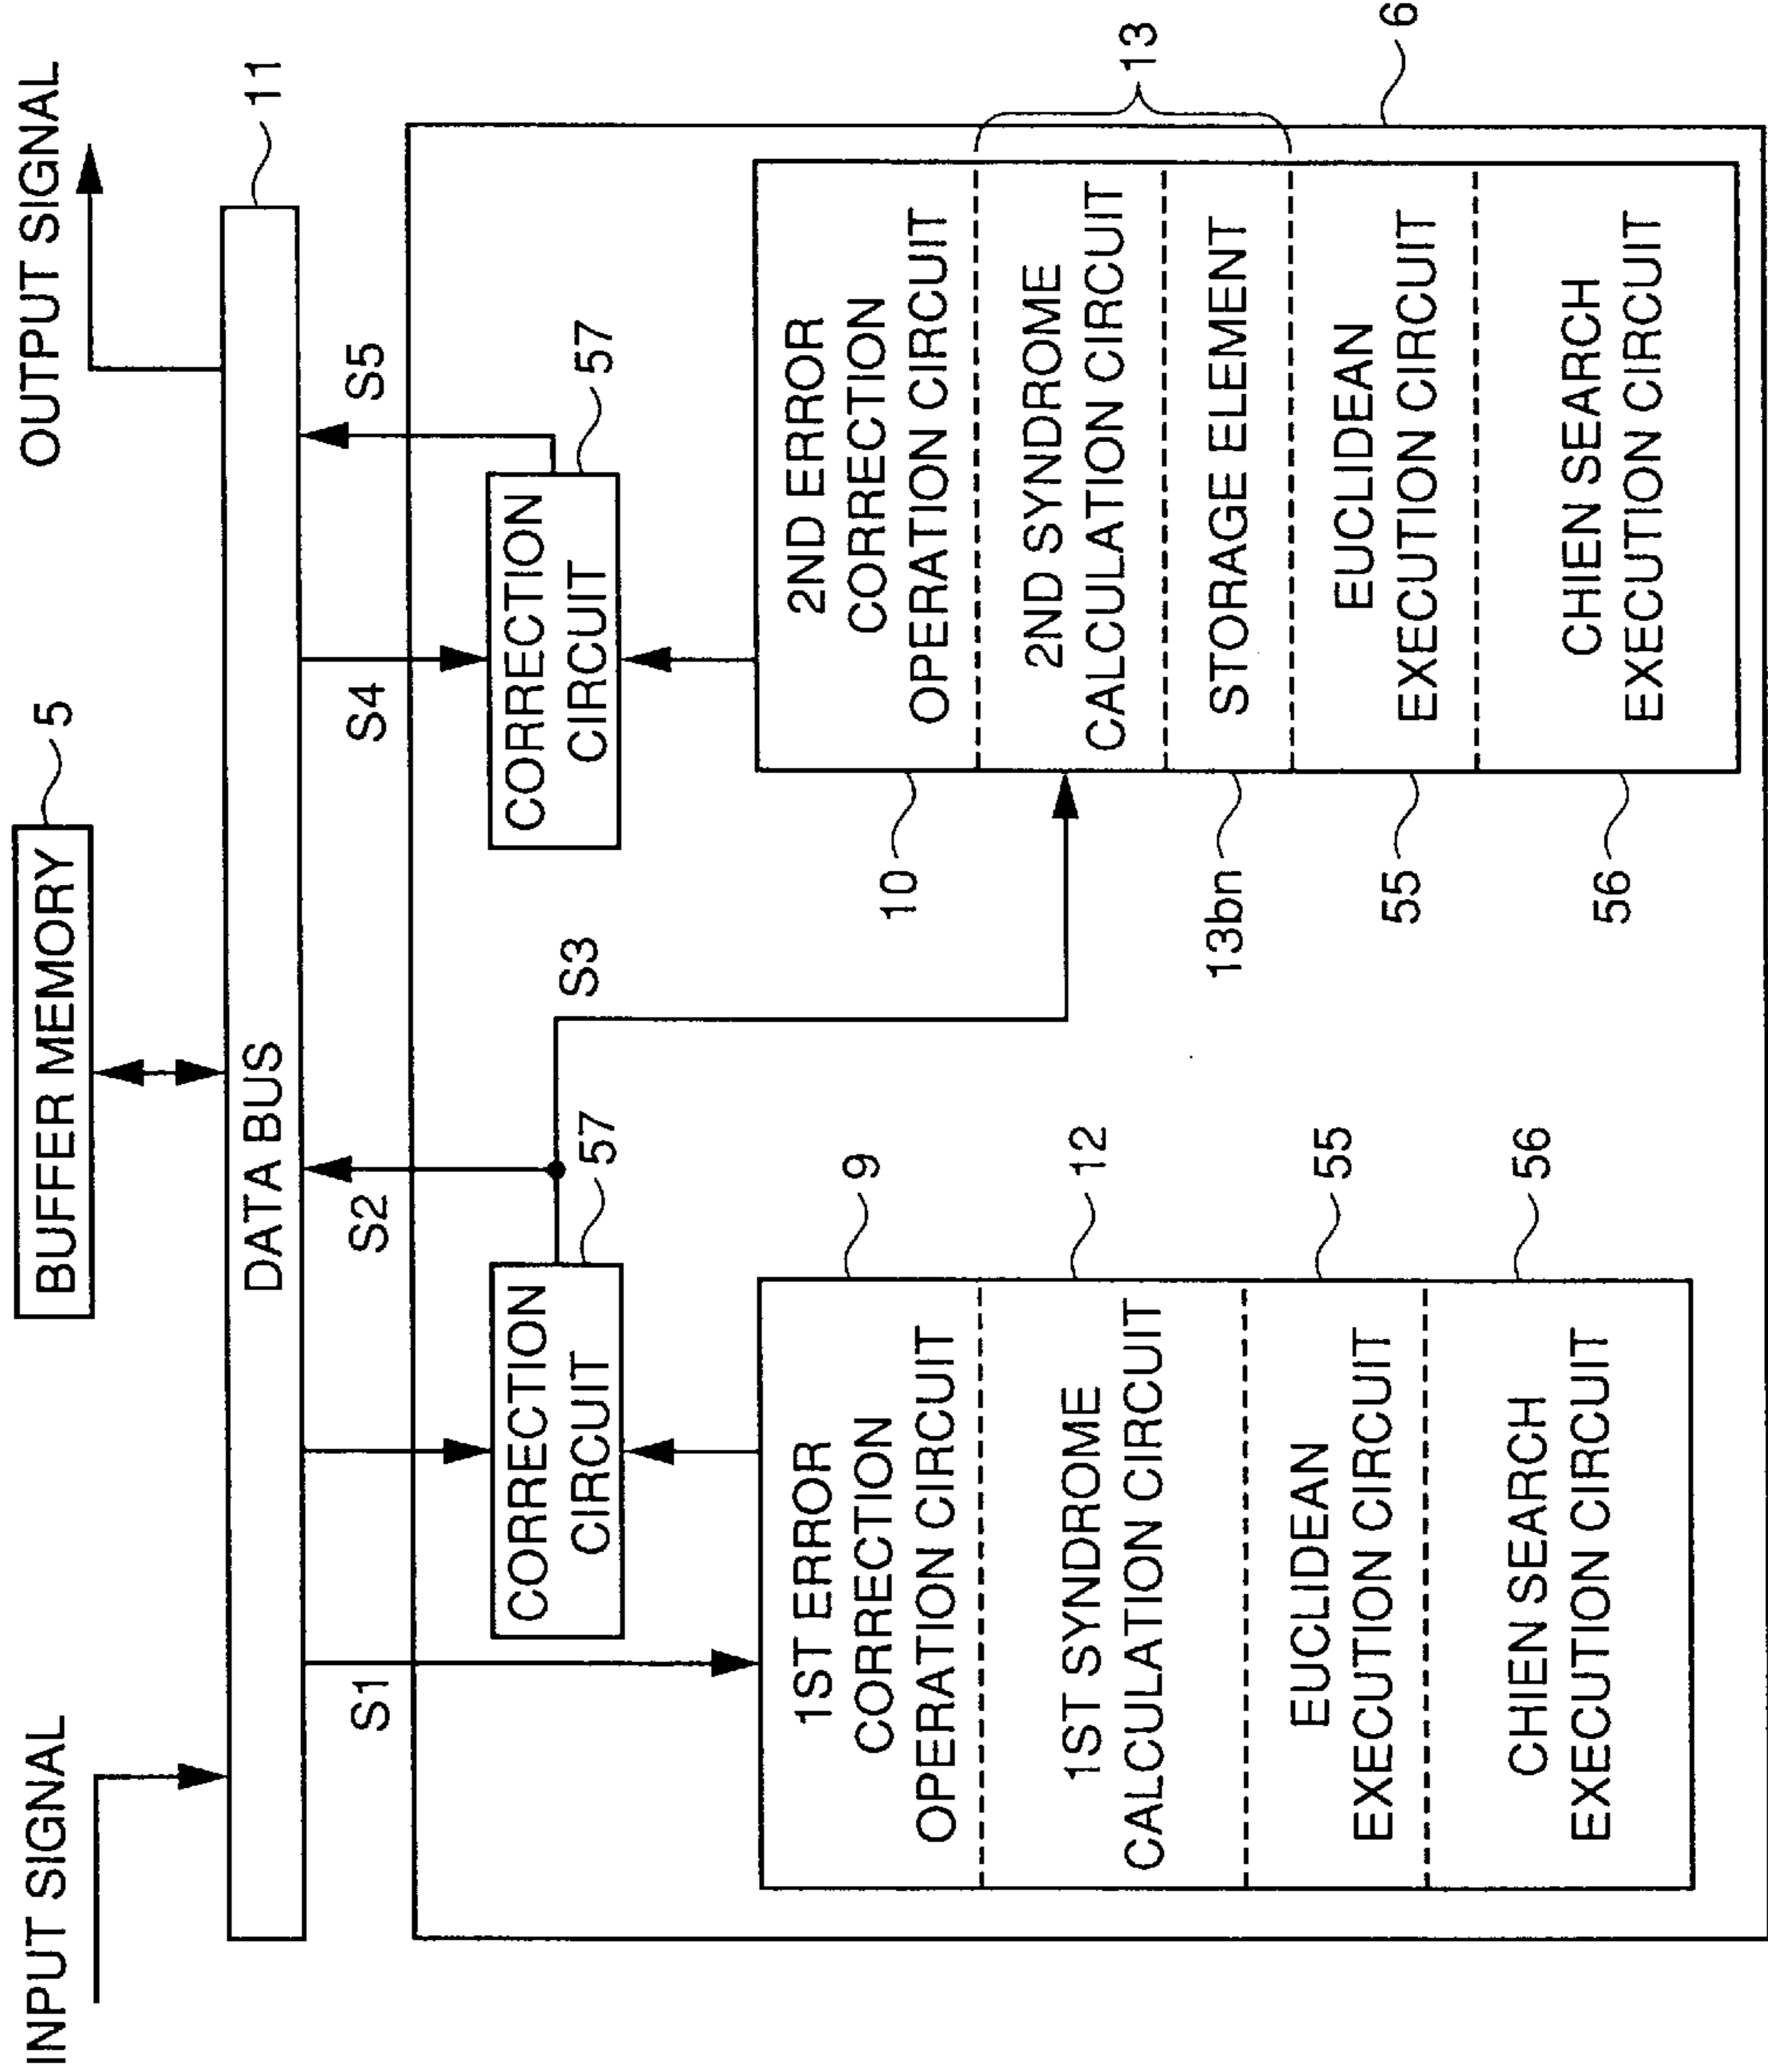 INPUT SIGNAL
BUFFER MEMORY
5
OUTPUT SIGNAL
DATA BUS
11
S1
S2
S4
S5
CORRECTION
CIRCUIT
57
S3
CORRECTION
CIRCUIT
57
1ST ERROR
CORRECTION
OPERATION CIRCUIT
9
1ST SYNDROME
CALCULATION CIRCUIT
12
EUCLIDEAN
EXECUTION CIRCUIT
55
CHIEN SEARCH
EXECUTION CIRCUIT
56
2ND ERROR
CORRECTION
OPERATION CIRCUIT
10
2ND SYNDROME
CALCULATION CIRCUIT
13
STORAGE ELEMENT
13bn
EUCLIDEAN
EXECUTION CIRCUIT
55
CHIEN SEARCH
EXECUTION CIRCUIT
56
6